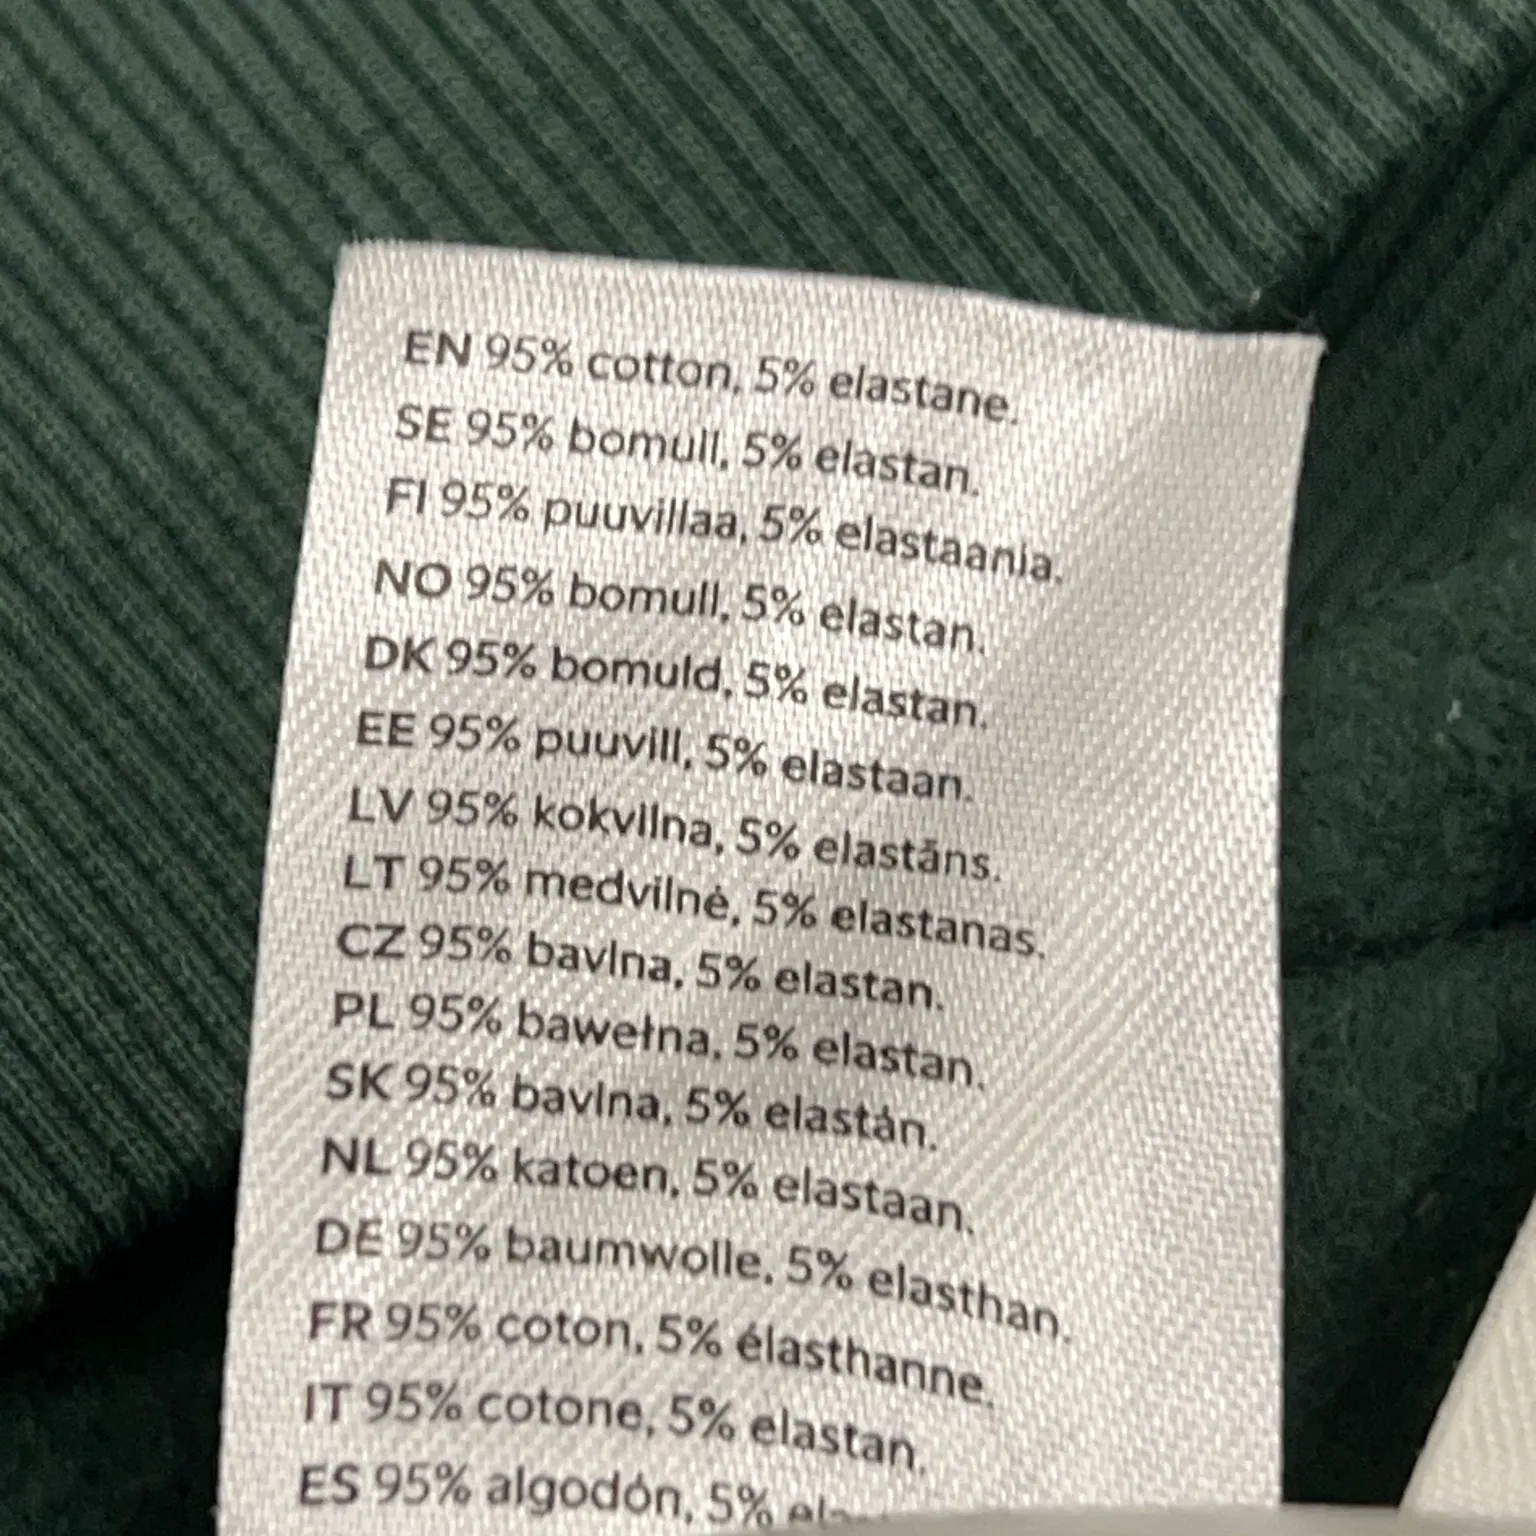 EN 95% cotton, 5% elastane.
SE 95% bomull, 5% elastan.
FI 95% puuvillaa, 5% elastaania.
NO 95% bomull, 5% elastan.
DK 95% bomuld, 5% elastan.
EE 95% puuvill, 5% elastaan.
LV 95% kokvilna, 5% elastāns.
LT 95% medvilnė, 5% elastanas.
CZ 95% bavlna, 5% elastan.
PL 95% bawełna, 5% elastan.
SK 95% bavlna, 5% elastán.
NL 95% katoen, 5% elastaan.
DE 95% baumwolle, 5% elasthan.
FR 95% coton, 5% élasthanne.
IT 95% cotone, 5% elastan.
ES 95% algodón, 5%